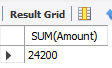 Result Grid
SUM(Amount)
24200